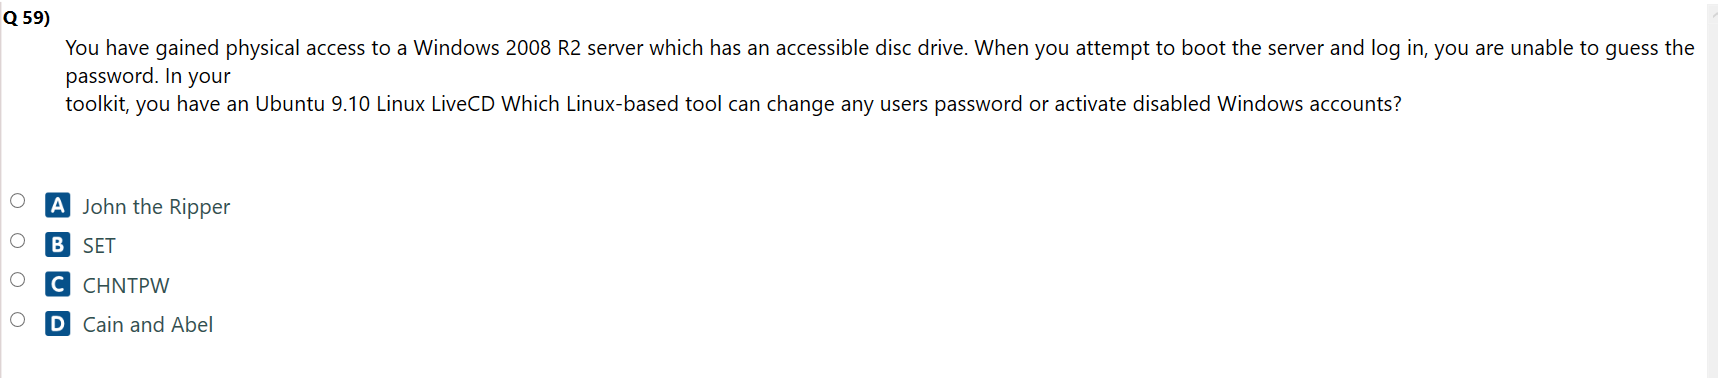 Q 59)
You have gained physical access to a Windows 2008 R2 server which has an accessible disc drive. When you attempt to boot the server and log in, you are unable to guess the
password. In your
toolkit, you have an Ubuntu 9.10 Linux LiveCD Which Linux-based tool can change any users password or activate disabled Windows accounts?
A John the Ripper
B SET
C CHNTPW
D Cain and Abel